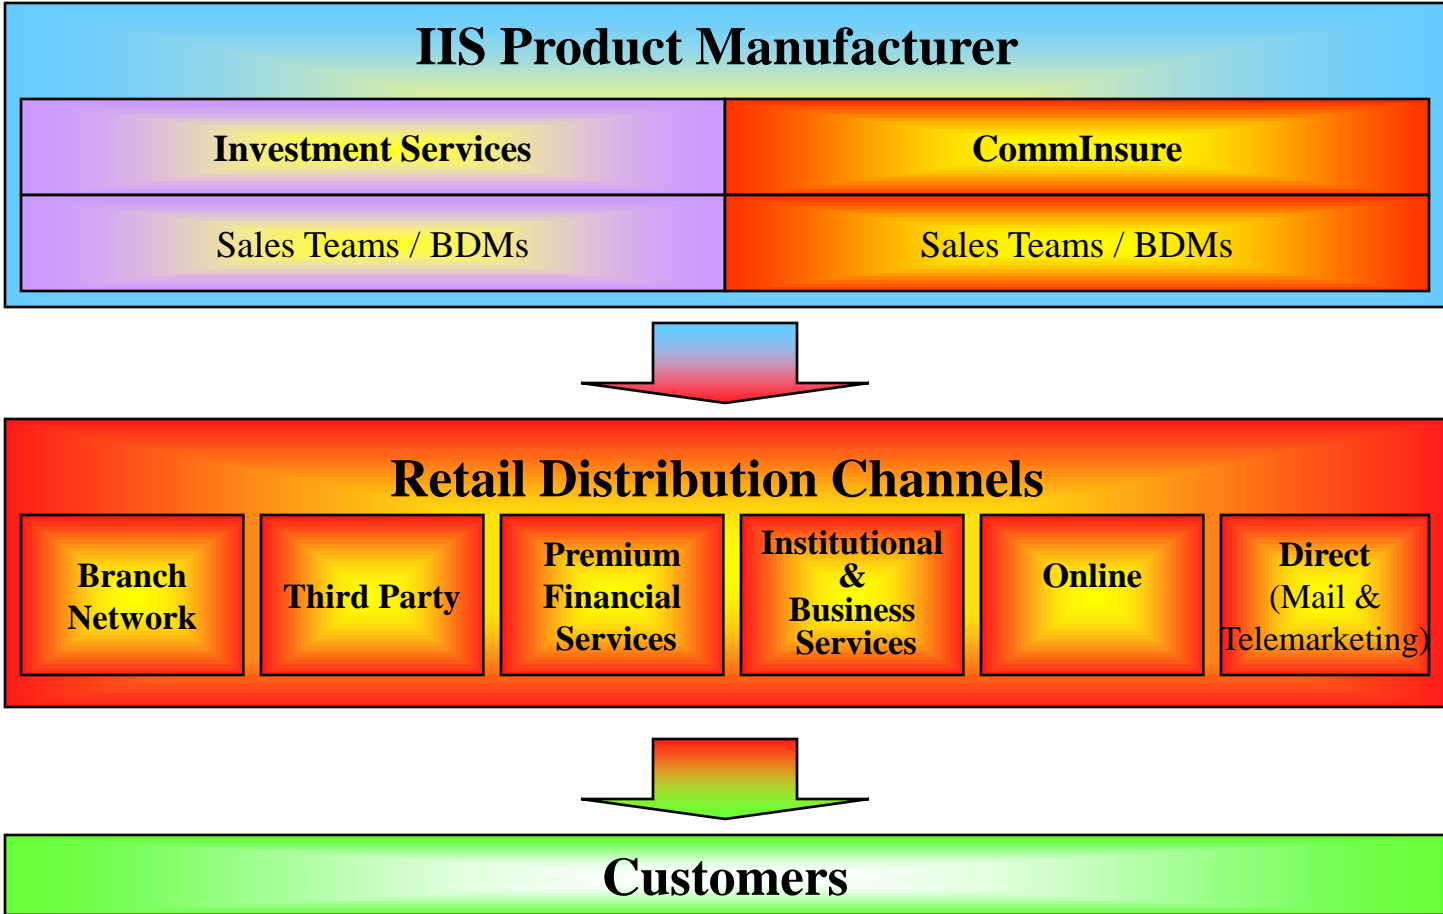 IIS Product Manufacturer
Investment Services
CommInsure
Sales Teams / BDMs
Sales Teams / BDMs
Retail Distribution Channels
Branch
Network
Third Party
Premium
Financial
Services
Institutional
&
Business
Services
Online
Direct
(Mail &
Telemarketing)
Customers